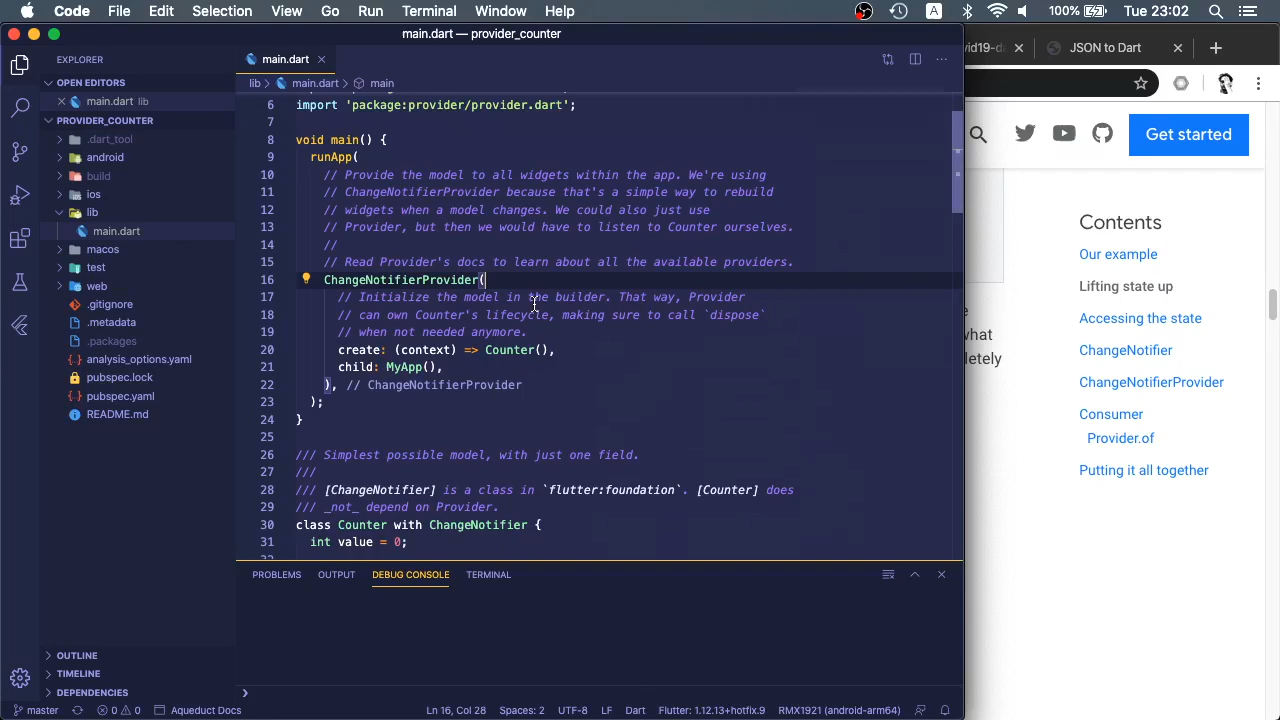 Code File Edit Selection View Go Run Terminal Window Help
A 100% Tue 23:02
main.dart — provider_counter
EXPLORER
OPEN EDITORS
main.dart lib
PROVIDER_COUNTER
.dart_tool
android
build
ios
lib
main.dart
macos
test
web
.gitignore
.metadata
.packages
analysis_options.yaml
pubspec.lock
pubspec.yaml
README.md
OUTLINE
TIMELINE
DEPENDENCIES
main.dart
lib > main.dart > main
6 import 'package:provider/provider.dart';
7
8 void main() {
9 runApp(
10 // Provide the model to all widgets within the app. We're using
11 // ChangeNotifierProvider because that's a simple way to rebuild
12 // widgets when a model changes. We could also just use
13 // Provider, but then we would have to listen to Counter ourselves.
14 //
15 // Read Provider's docs to learn about all the available providers.
16 ChangeNotifierProvider(
17 // Initialize the model in the builder. That way, Provider
18 // can own Counter's lifecycle, making sure to call `dispose`
19 // when not needed anymore.
20 create: (context) => Counter(),
21 child: MyApp(),
22 ), // ChangeNotifierProvider
23 );
24 }
25
26 /// Simplest possible model, with just one field.
27 ///
28 /// [ChangeNotifier] is a class in `flutter:foundation`. [Counter] does
29 /// _not_ depend on Provider.
30 class Counter with ChangeNotifier {
31 int value = 0;
PROBLEMS OUTPUT DEBUG CONSOLE TERMINAL
master 0 0 Aqueduct Docs Ln 16, Col 28 Spaces: 2 UTF-8 LF Dart Flutter: 1.12.13+hotfix.9 RMX1921 (android-arm64)
JSON to Dart
Get started
Contents
Our example
Lifting state up
Accessing the state
ChangeNotifier
ChangeNotifierProvider
Consumer
Provider.of
Putting it all together